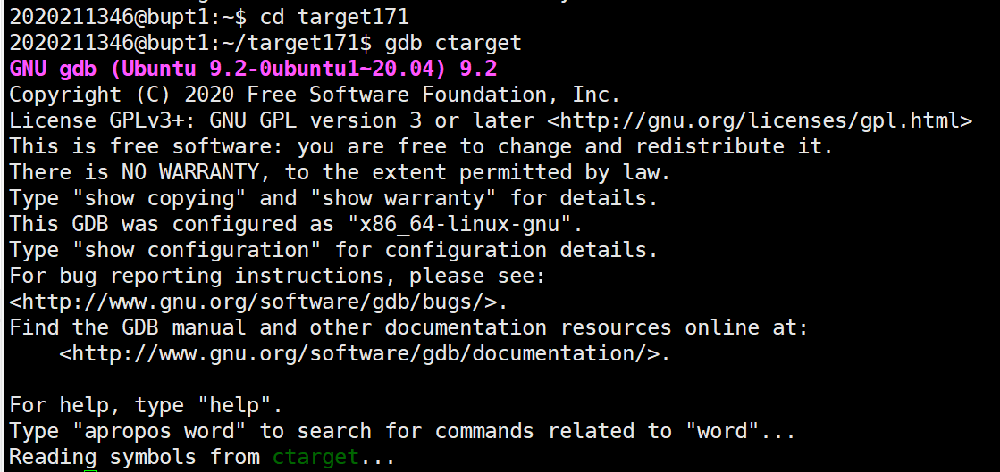 2020211346@bupt1:~$ cd target171
2020211346@bupt1:~/target171$ gdb ctarget
GNU gdb (Ubuntu 9.2-0ubuntu1~20.04) 9.2
Copyright (C) 2020 Free Software Foundation, Inc.
License GPLv3+: GNU GPL version 3 or later <http://gnu.org/licenses/gpl.html>
This is free software: you are free to change and redistribute it.
There is NO WARRANTY, to the extent permitted by law.
Type "show copying" and "show warranty" for details.
This GDB was configured as "x86_64-linux-gnu".
Type "show configuration" for configuration details.
For bug reporting instructions, please see:
<http://www.gnu.org/software/gdb/bugs/>.
Find the GDB manual and other documentation resources online at:
    <http://www.gnu.org/software/gdb/documentation/>.

For help, type "help".
Type "apropos word" to search for commands related to "word"...
Reading symbols from ctarget...